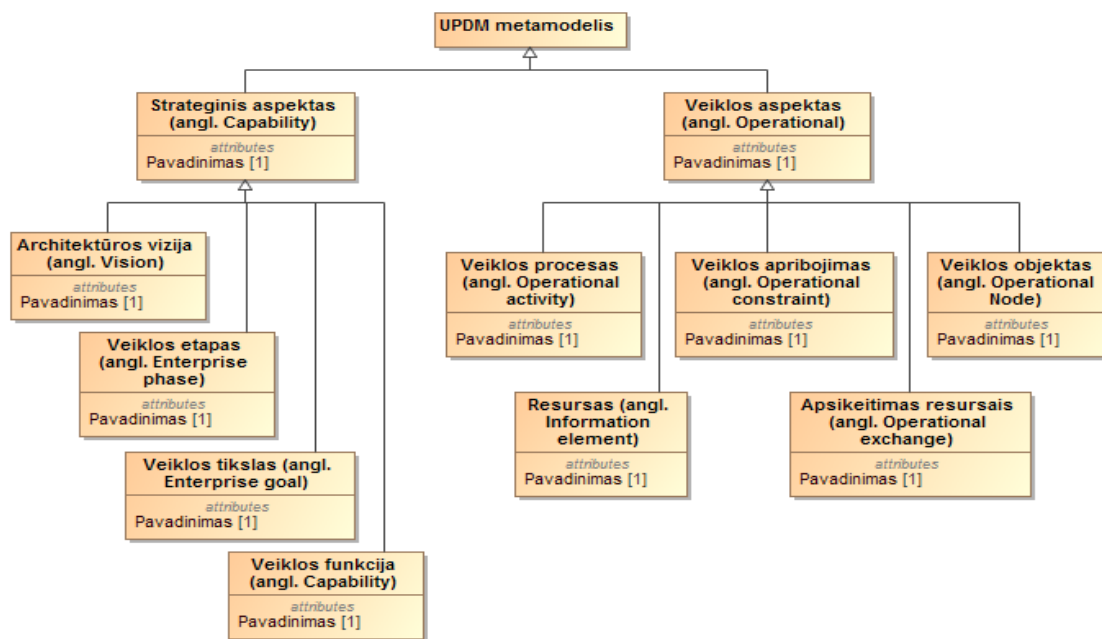 UPDM metamodelis
Strateginis aspektas
(angl. Capability)
attributes
Pavadinimas [1]
Veiklos aspektas
(angl. Operational)
attributes
Pavadinimas [1]
Architektūros vizija
(angl. Vision)
attributes
Pavadinimas [1]
Veiklos etapas
(angl. Enterprise
phase)
attributes
Pavadinimas [1]
Veiklos tikslas (angl.
Enterprise goal)
attributes
Pavadinimas [1]
Veiklos funkcija
(angl. Capability)
attributes
Pavadinimas [1]
Veiklos procesas
(angl. Operational
activity)
attributes
Pavadinimas [1]
Veiklos apribojimas
(angl. Operational
constraint)
attributes
Pavadinimas [1]
Veiklos objektas
(angl. Operational
Node)
attributes
Pavadinimas [1]
Resursas (angl.
Information
element)
attributes
Pavadinimas [1]
Apsikeitimas resursais
(angl. Operational
exchange)
attributes
Pavadinimas [1]